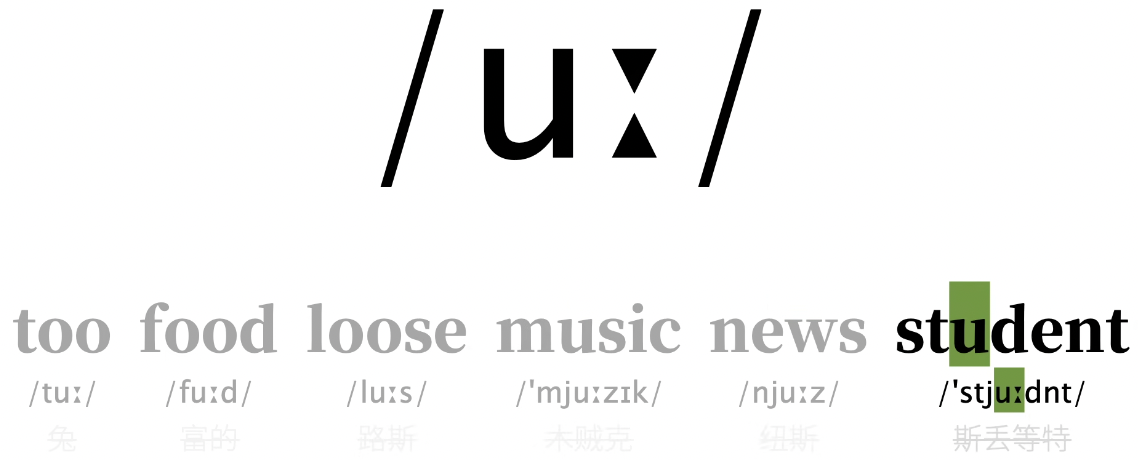 /uː/
too food loose music news student
/tuː/ /fuːd/ /luːs/ /ˈmjuːzɪk/ /njuːz/ /ˈstjuːdnt/
兔 富的 路斯 木贼克 纽斯 斯丢等特